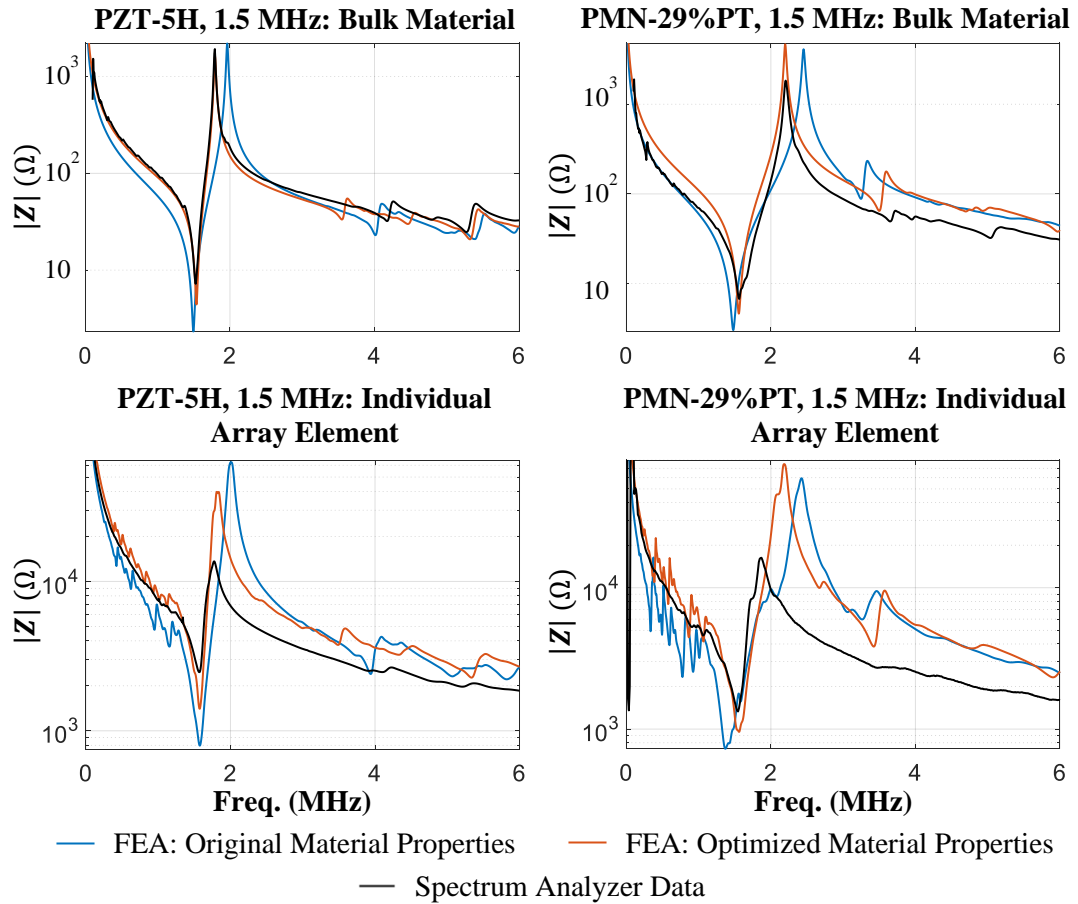 PZT-5H, 1.5 MHz: Bulk Material
PMN-29%PT, 1.5 MHz: Bulk Material
|Z| (Ω)
10³
10²
10
0 2 4 6
|Z| (Ω)
10³
10²
10
0 2 4 6
PZT-5H, 1.5 MHz: Individual
Array Element
PMN-29%PT, 1.5 MHz: Individual
Array Element
|Z| (Ω)
10⁴
10³
0 2 4 6
Freq. (MHz)
|Z| (Ω)
10⁴
10³
0 2 4 6
Freq. (MHz)
FEA: Original Material Properties
FEA: Optimized Material Properties
Spectrum Analyzer Data